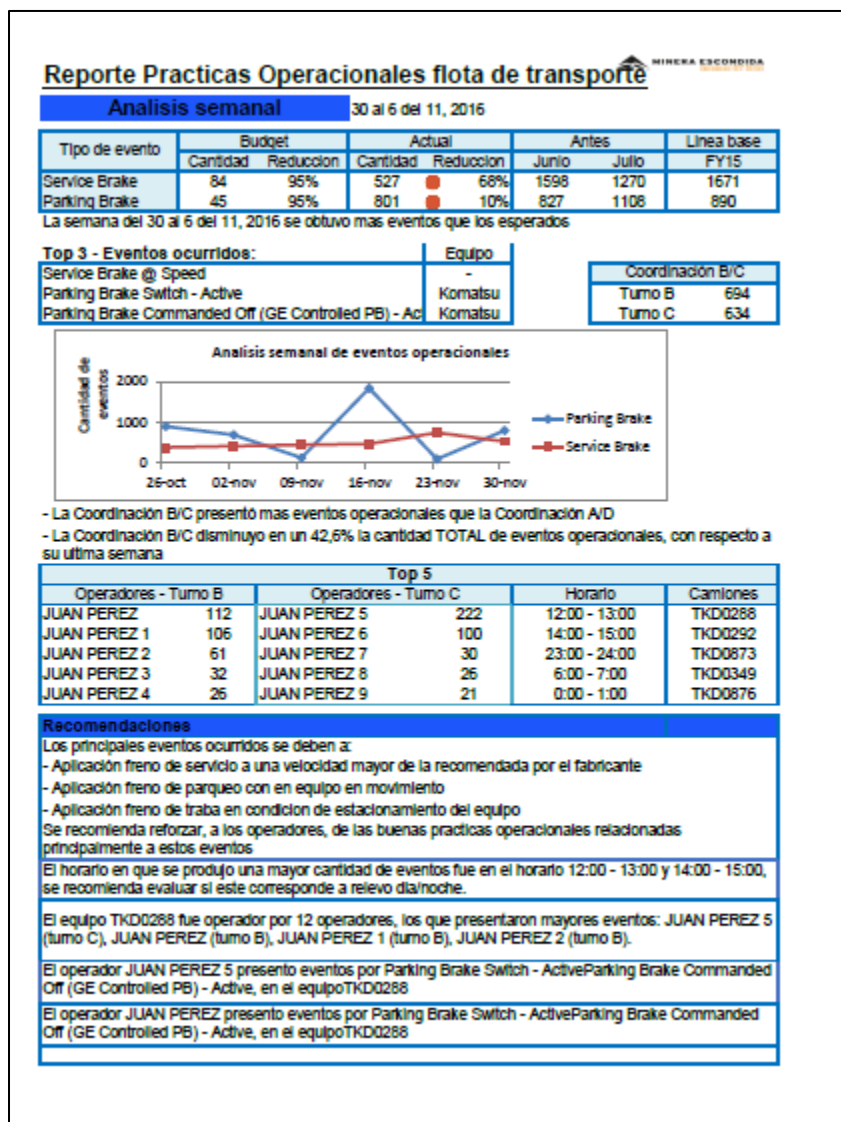 Reporte Practicas Operacionales flota de transporte
MINERA ESCONDIDA
Analisis semanal 30 al 6 del 11, 2016
Tipo de evento Budget Actual Antes Linea base
Cantidad Reduccion Cantidad Reduccion Junio Julio FY15
Service Brake 84 95% 527 68% 1598 1270 1671
Parking Brake 45 95% 801 10% 827 1108 890
La semana del 30 al 6 del 11, 2016 se obtuvo mas eventos que los esperados
Top 3 - Eventos ocurridos: Equipo
Service Brake @ Speed -
Parking Brake Switch - Active Komatsu
Parking Brake Commanded Off (GE Controlled PB) - Act Komatsu
Coordinación B/C
Turno B 694
Turno C 634
Analisis semanal de eventos operacionales
Cantidad de
eventos
2000
1000
0
26-oct 02-nov 09-nov 16-nov 23-nov 30-nov
Parking Brake
Service Brake
- La Coordinación B/C presentó mas eventos operacionales que la Coordinación A/D
- La Coordinación B/C disminuyo en un 42,6% la cantidad TOTAL de eventos operacionales, con respecto a
su ultima semana
Top 5
Operadores - Turno B Operadores - Turno C Horario Camiones
JUAN PEREZ 112 JUAN PEREZ 5 222 12:00 - 13:00 TKD0288
JUAN PEREZ 1 106 JUAN PEREZ 6 100 14:00 - 15:00 TKD0292
JUAN PEREZ 2 61 JUAN PEREZ 7 30 23:00 - 24:00 TKD0873
JUAN PEREZ 3 32 JUAN PEREZ 8 26 6:00 - 7:00 TKD0349
JUAN PEREZ 4 26 JUAN PEREZ 9 21 0:00 - 1:00 TKD0876
Recomendaciones
Los principales eventos ocurridos se deben a:
- Aplicación freno de servicio a una velocidad mayor de la recomendada por el fabricante
- Aplicación freno de parqueo con en equipo en movimiento
- Aplicación freno de traba en condicion de estacionamiento del equipo
Se recomienda reforzar, a los operadores, de las buenas practicas operacionales relacionadas
principalmente a estos eventos
El horario en que se produjo una mayor cantidad de eventos fue en el horario 12:00 - 13:00 y 14:00 - 15:00,
se recomienda evaluar si este corresponde a relevo dia/noche.
El equipo TKD0288 fue operador por 12 operadores, los que presentaron mayores eventos: JUAN PEREZ 5
(turno C), JUAN PEREZ (turno B), JUAN PEREZ 1 (turno B), JUAN PEREZ 2 (turno B).
El operador JUAN PEREZ 5 presento eventos por Parking Brake Switch - ActiveParking Brake Commanded
Off (GE Controlled PB) - Active, en el equipoTKD0288
El operador JUAN PEREZ presento eventos por Parking Brake Switch - ActiveParking Brake Commanded
Off (GE Controlled PB) - Active, en el equipoTKD0288